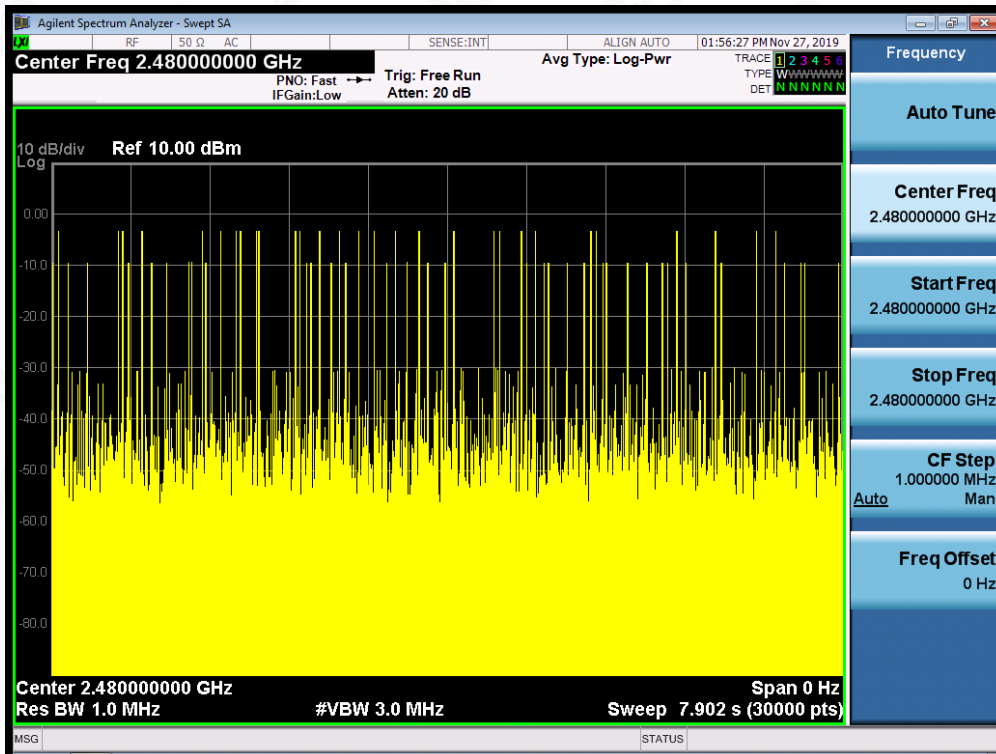 Agilent Spectrum Analyzer - Swept SA
LXI RF 50 Ω AC SENSE:INT ALIGN AUTO 01:56:27 PM Nov 27, 2019
Center Freq 2.480000000 GHz
PNO: Fast
IFGain:Low
Trig: Free Run
Atten: 20 dB
Avg Type: Log-Pwr
TRACE 1 2 3 4 5 6
TYPE W
DET N N N N N N
10 dB/div
Log
Ref 10.00 dBm
0.00
-10.0
-20.0
-30.0
-40.0
-50.0
-60.0
-70.0
-80.0
Center 2.480000000 GHz
Span 0 Hz
Res BW 1.0 MHz
#VBW 3.0 MHz
Sweep 7.902 s (30000 pts)
MSG
STATUS
Frequency
Auto Tune
Center Freq
2.480000000 GHz
Start Freq
2.480000000 GHz
Stop Freq
2.480000000 GHz
CF Step
1.000000 MHz
Auto Man
Freq Offset
0 Hz